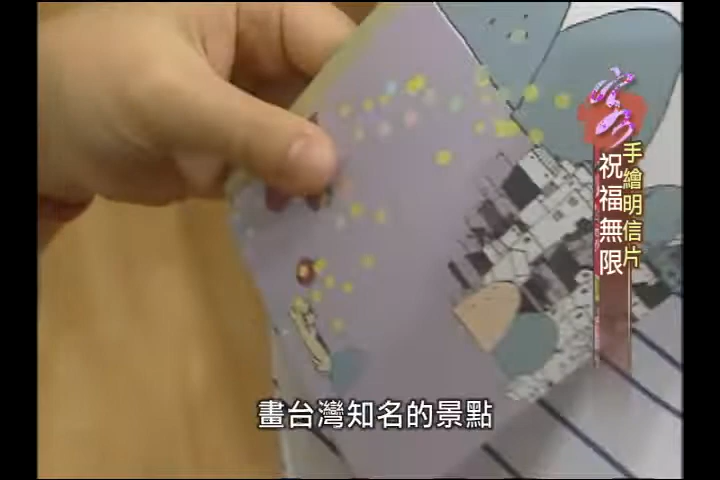 手繪明信片
祝福無限
畫台灣知名的景點